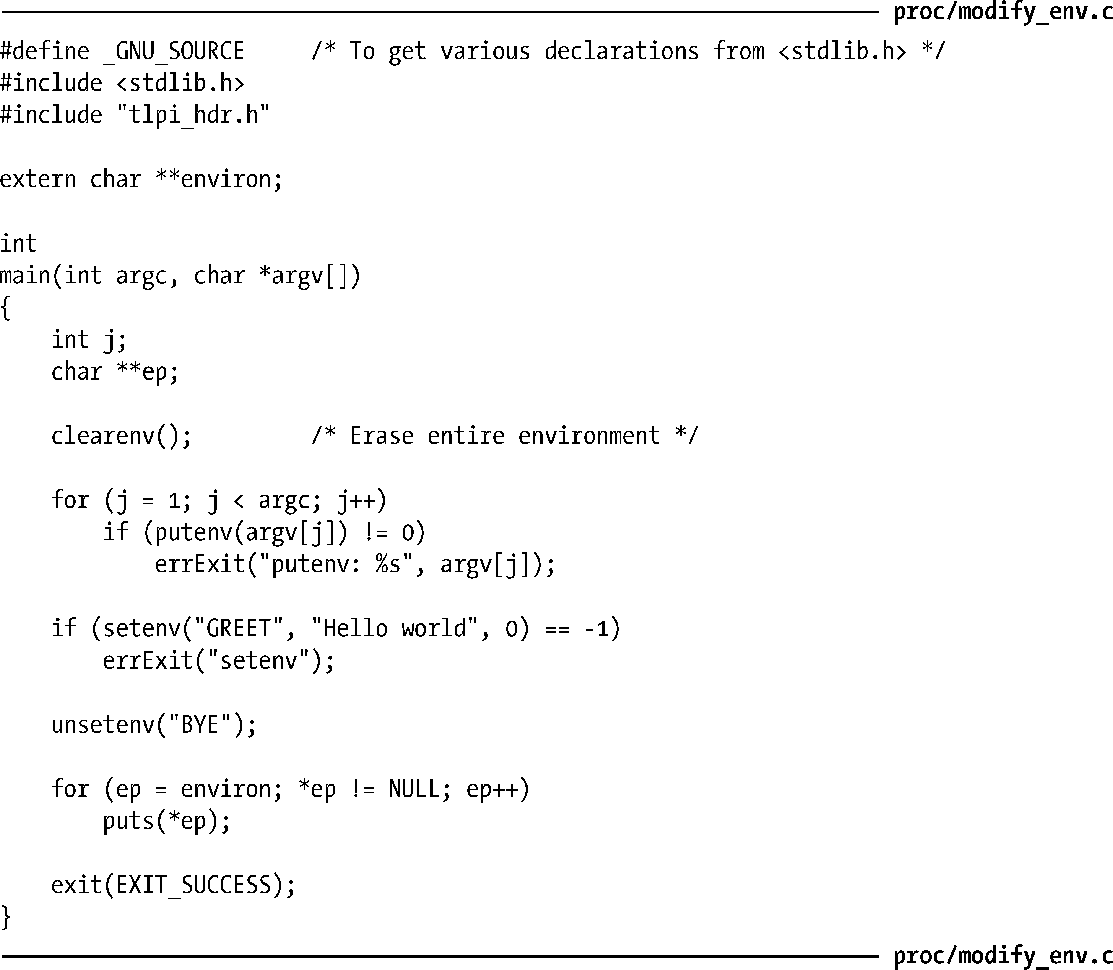 proc/modify_env.c
#define _GNU_SOURCE     /* To get various declarations from <stdlib.h> */
#include <stdlib.h>
#include "tlpi_hdr.h"

extern char **environ;

int
main(int argc, char *argv[])
{
    int j;
    char **ep;

    clearenv();         /* Erase entire environment */

    for (j = 1; j < argc; j++)
        if (putenv(argv[j]) != 0)
            errExit("putenv: %s", argv[j]);

    if (setenv("GREET", "Hello world", 0) == -1)
        errExit("setenv");

    unsetenv("BYE");

    for (ep = environ; *ep != NULL; ep++)
        puts(*ep);

    exit(EXIT_SUCCESS);
}
proc/modify_env.c